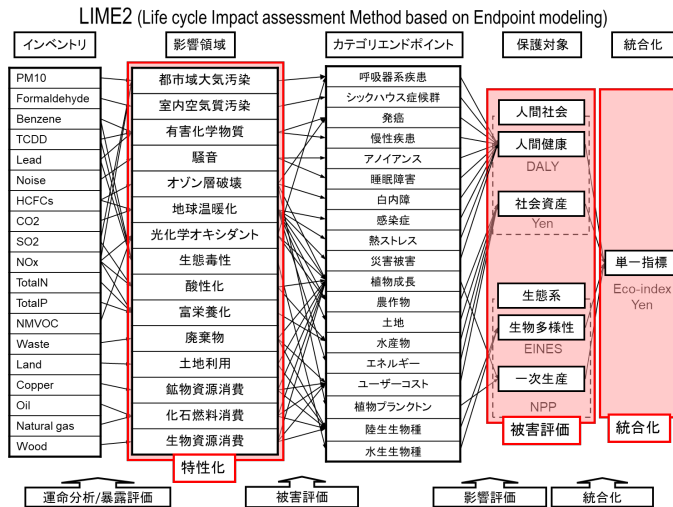 LIME2 (Life cycle Impact assessment Method based on Endpoint modeling)
インベントリ
影響領域
カテゴリエンドポイント
保護対象
統合化
PM10
Formaldehyde
Benzene
TCDD
Lead
Noise
HCFCs
CO2
SO2
NOx
TotalN
TotalP
NMVOC
Waste
Land
Copper
Oil
Natural gas
Wood
都市域大気汚染
室内空気質汚染
有害化学物質
騒音
オゾン層破壊
地球温暖化
光化学オキシダント
生態毒性
酸性化
富栄養化
廃棄物
土地利用
鉱物資源消費
化石燃料消費
生物資源消費
特性化
呼吸器系疾患
シックハウス症候群
発癌
慢性疾患
アノイアンス
睡眠障害
白内障
感染症
熱ストレス
災害被害
植物成長
農作物
土地
水産物
エネルギー
ユーザーコスト
植物プランクトン
陸生生物種
水生生物種
人間社会
人間健康
DALY
社会資産
Yen
生態系
生物多様性
EINES
一次生産
NPP
被害評価
単一指標
Eco-index
Yen
統合化
運命分析/暴露評価
被害評価
影響評価
統合化